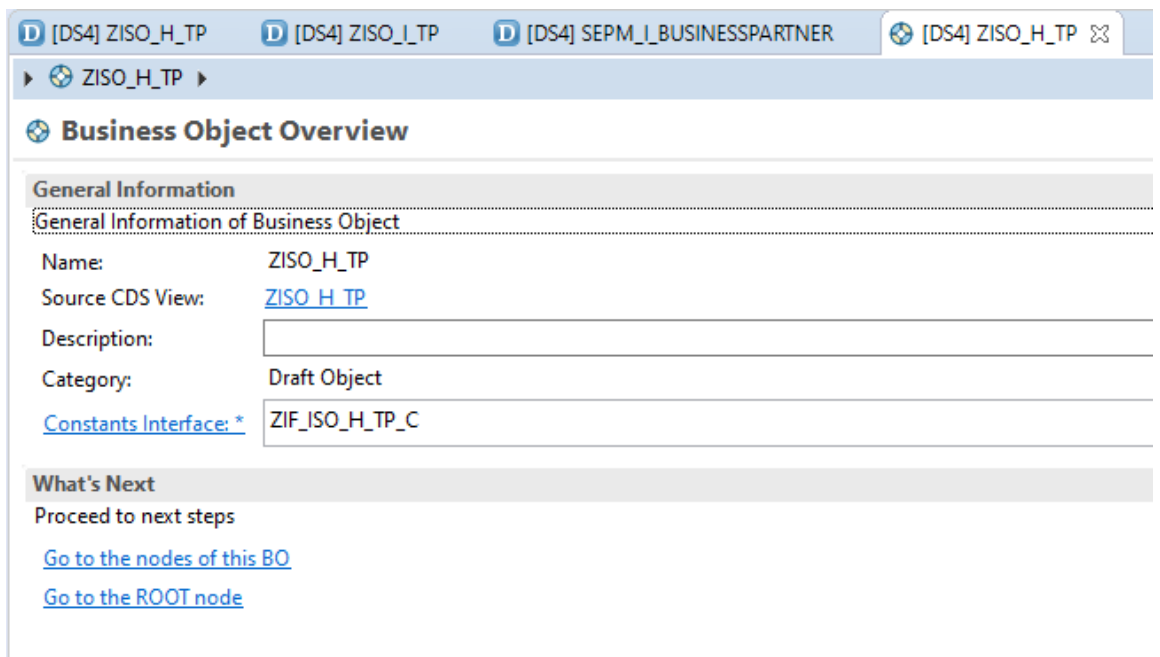 [DS4] ZISO_H_TP [DS4] ZISO_I_TP [DS4] SEPM_I_BUSINESSPARTNER [DS4] ZISO_H_TP
ZISO_H_TP
Business Object Overview
General Information
General Information of Business Object
Name: ZISO_H_TP
Source CDS View: ZISO_H_TP
Description:
Category: Draft Object
Constants Interface: * ZIF_ISO_H_TP_C
What's Next
Proceed to next steps
Go to the nodes of this BO
Go to the ROOT node